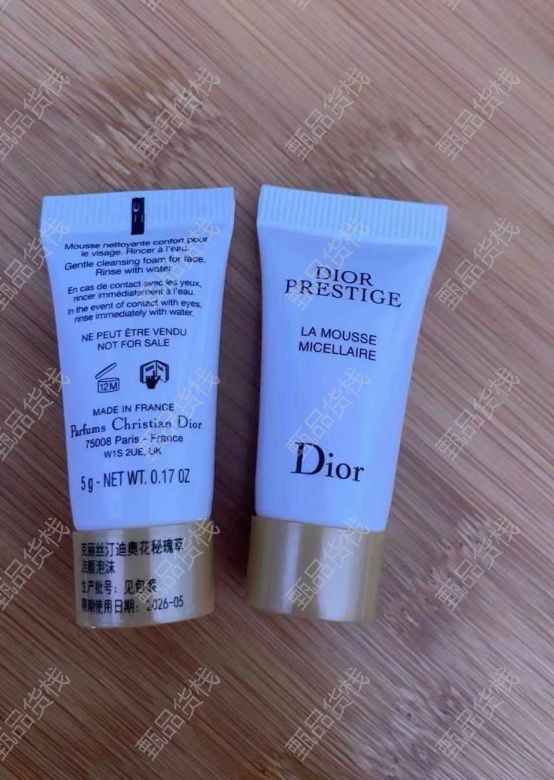 Mousse nettoyante confort pour
le visage. Rincer à l'eau.
Gentle cleansing foam for face.
Rinse with water.
En cas de contact avec les yeux,
rincer immédiatement à l'eau.
In the event of contact with eyes,
rinse immediately with water.
NE PEUT ÊTRE VENDU
NOT FOR SALE
12M
MADE IN FRANCE
Parfums Christian Dior
75008 Paris - France
W1S 2UE, UK
5 g - NET WT. 0.17 OZ
克丽丝汀迪奥花秘瑰萃
洁颜泡沫
生产批号：见包装
限期使用日期：2026-05
DIOR
PRESTIGE
LA MOUSSE
MICELLAIRE
Dior
甄品货栈